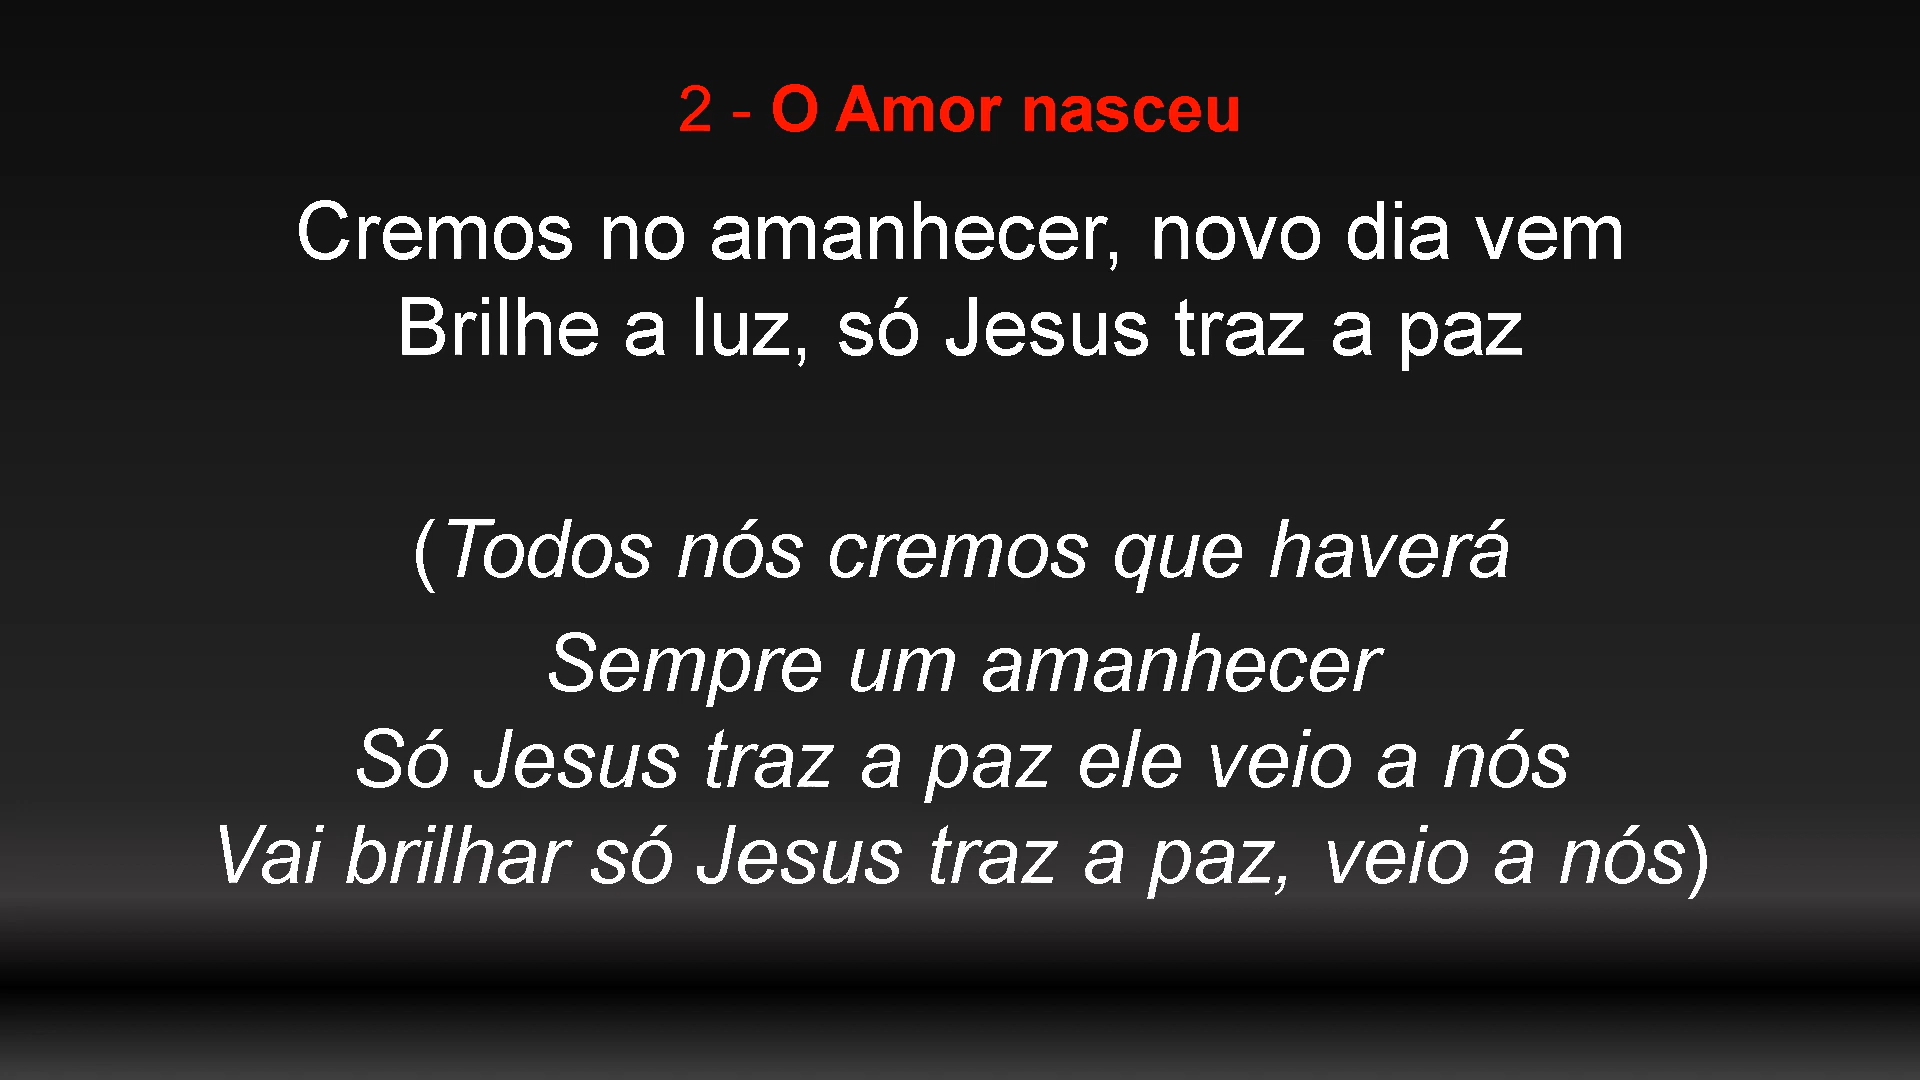 2 - O Amor nasceu
Cremos no amanhecer, novo dia vem
Brilhe a luz, só Jesus traz a paz
(Todos nós cremos que haverá
Sempre um amanhecer
Só Jesus traz a paz ele veio a nós
Vai brilhar só Jesus traz a paz, veio a nós)